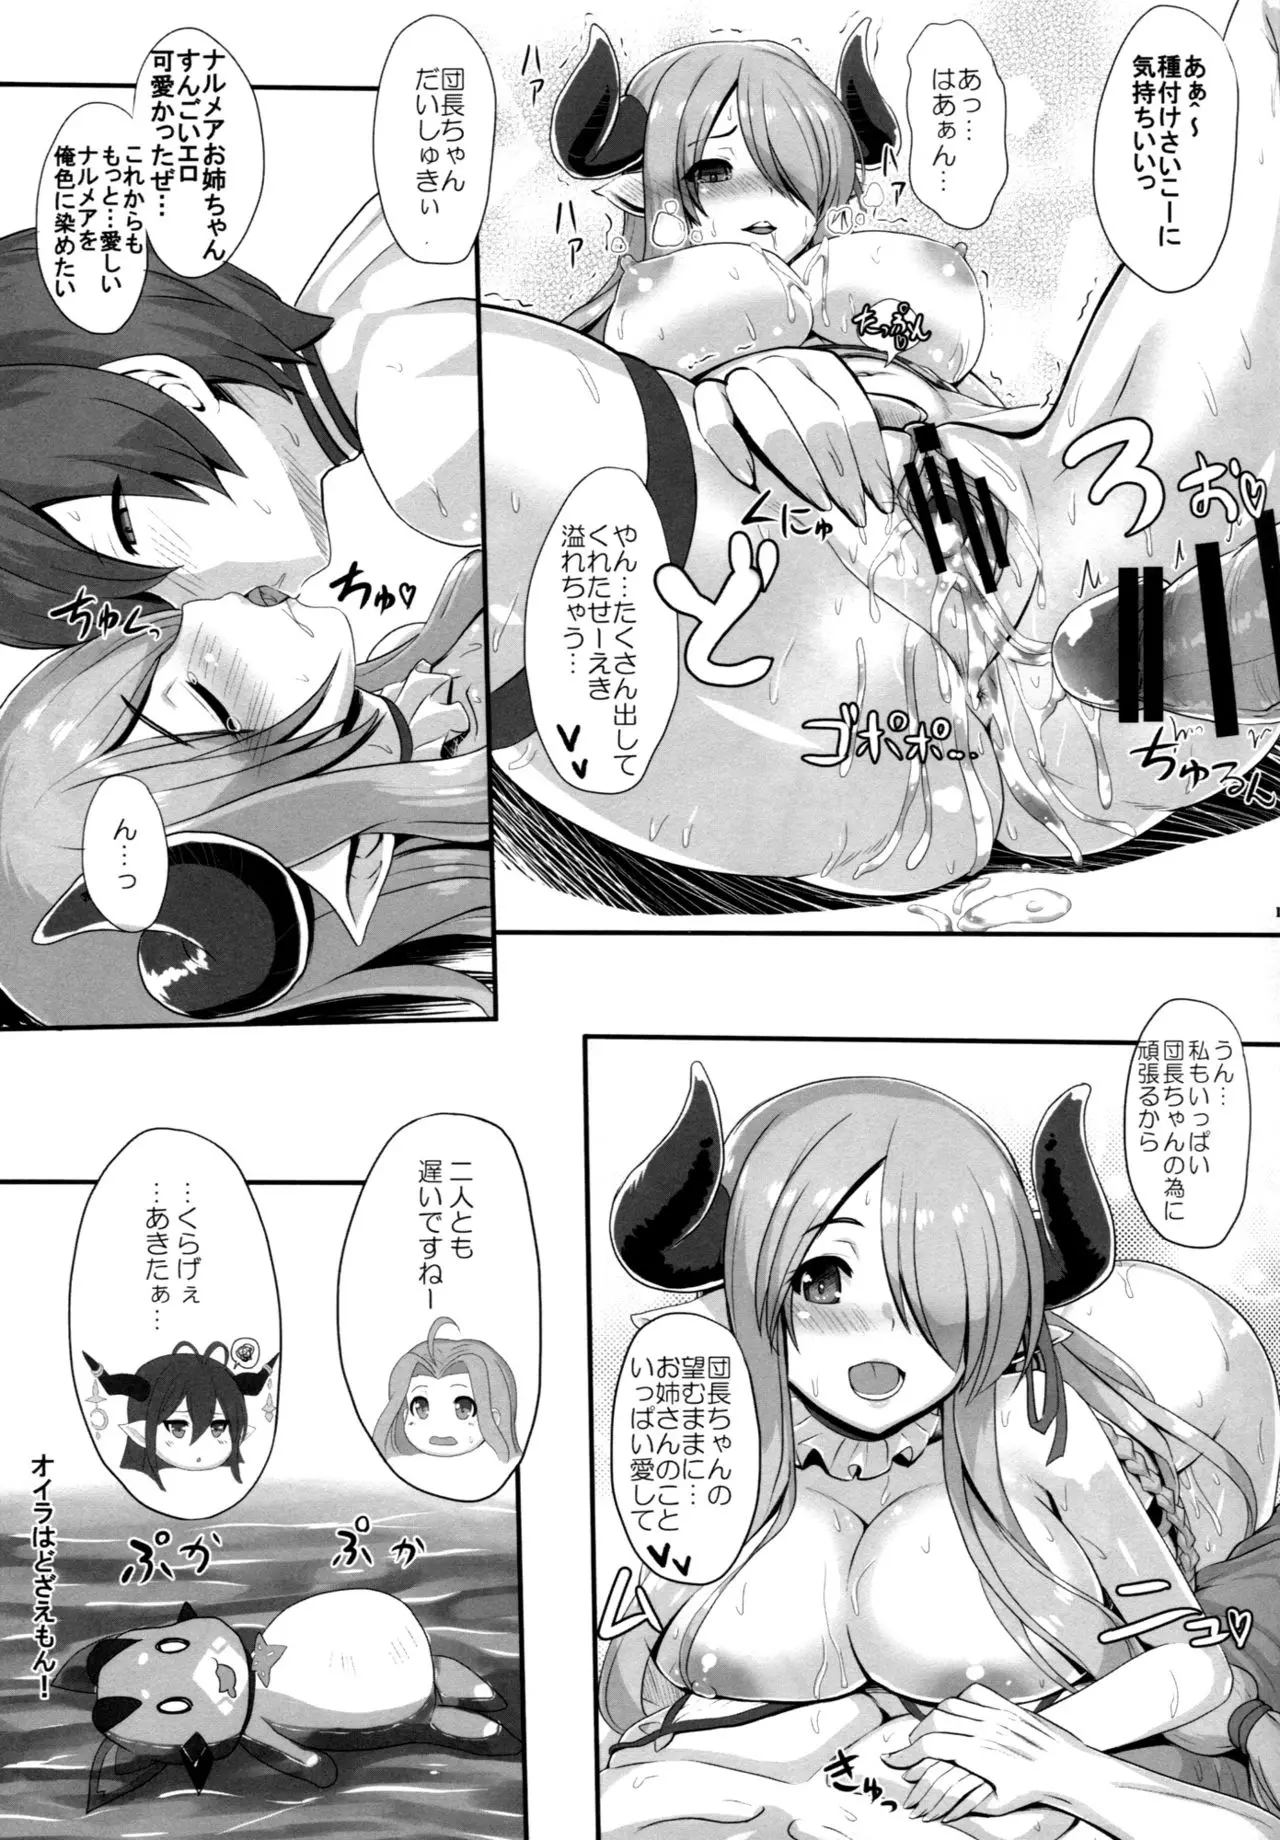 あぁ～
種付けさいこーに
気持ちいいっ
あっ…
はあぁん…
ハァ
ハァ
たっぷん
お♡
ろ
ど
くにゅ
やん…たくさん出して
くれたせーえき
溢れちゃう…
ゴポポ…
ちゅるん
団長ちゃん
だいしゅきぃ
ナルメアお姉ちゃん
すんごいエロ
可愛かったぜ…
これからも
もっと…愛しい
ナルメアを
俺色に染めたい
ちゅ♡
ちゅくっ
ん…っ
うん…
私もいっぱい
団長ちゃんの為に
頑張るから
団長ちゃんの
望むままに…
お姉さんのこと
いっぱい愛して
ムニュ♡
きゅっ
二人とも
遅いですねー
…くらげぇ
…あきたぁ…
ぷか
ぷか
オイラはどざえもん！